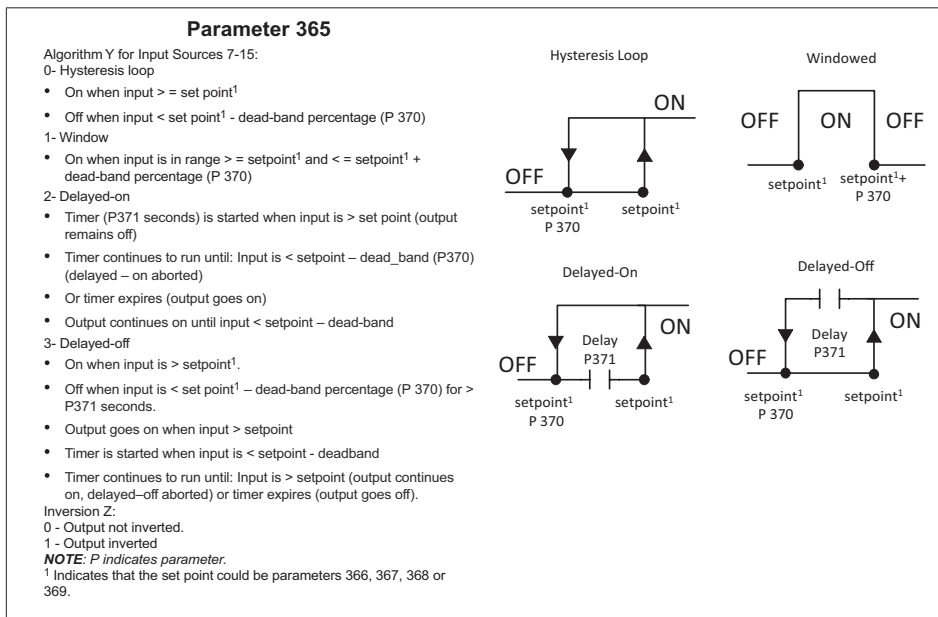 Parameter 365
Algorithm Y for Input Sources 7-15:
0- Hysteresis loop
• On when input > = set point¹
• Off when input < set point¹ - dead-band percentage (P 370)
1- Window
• On when input is in range > = setpoint¹ and < = setpoint¹ +
dead-band percentage (P 370)
2- Delayed-on
• Timer (P371 seconds) is started when input is > set point (output
remains off)
• Timer continues to run until: Input is < setpoint – dead_band (P370)
(delayed – on aborted)
• Or timer expires (output goes on)
• Output continues on until input < setpoint – dead-band
3- Delayed-off
• On when input is > setpoint¹.
• Off when input is < set point¹ – dead-band percentage (P 370) for >
P371 seconds.
• Output goes on when input > setpoint
• Timer is started when input is < setpoint - deadband
• Timer continues to run until: Input is > setpoint (output continues
on, delayed–off aborted) or timer expires (output goes off).
Inversion Z:
0 - Output not inverted.
1 - Output inverted
NOTE: P indicates parameter.
¹ Indicates that the set point could be parameters 366, 367, 368 or
369.
Hysteresis Loop
ON
OFF
setpoint¹
P 370
setpoint¹
Windowed
OFF
ON
OFF
setpoint¹
setpoint¹+
P 370
Delayed-On
ON
Delay
P371
OFF
setpoint¹
P 370
setpoint¹
Delayed-Off
ON
Delay
P371
OFF
setpoint¹
P 370
setpoint¹